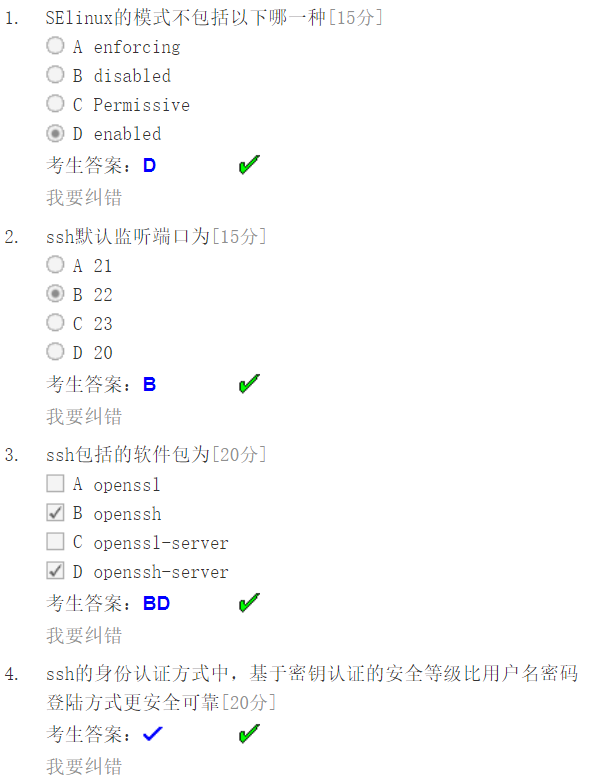 1. SElinux的模式不包括以下哪一种[15分]
A enforcing
B disabled
C Permissive
D enabled
考生答案：D
我要纠错
2. ssh默认监听端口为[15分]
A 21
B 22
C 23
D 20
考生答案：B
我要纠错
3. ssh包括的软件包为[20分]
A openssl
B openssh
C openssl-server
D openssh-server
考生答案：BD
我要纠错
4. ssh的身份认证方式中，基于密钥认证的安全等级比用户名密码
登陆方式更安全可靠[20分]
考生答案：✓
我要纠错